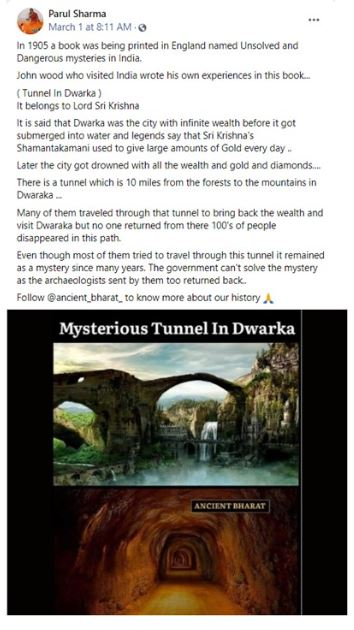 Parul Sharma
March 1 at 8:11 AM ·
In 1905 a book was being printed in England named Unsolved and
Dangerous mysteries in India.
John wood who visited India wrote his own experiences in this book...
( Tunnel In Dwarka )
It belongs to Lord Sri Krishna
It is said that Dwarka was the city with infinite wealth before it got
submerged into water and legends say that Sri Krishna's
Shamantakamani used to give large amounts of Gold every day ..
Later the city got drowned with all the wealth and gold and diamonds....
There is a tunnel which is 10 miles from the forests to the mountains in
Dwaraka ...
Many of them traveled through that tunnel to bring back the wealth and
visit Dwaraka but no one returned from there 100's of people
disappeared in this path.
Even though most of them tried to travel through this tunnel it remained
as a mystery since many years. The government can't solve the mystery
as the archaeologists sent by them too returned back..
Follow @ancient_bharat_ to know more about our history 🙏
Mysterious Tunnel In Dwarka
ANCIENT BHARAT